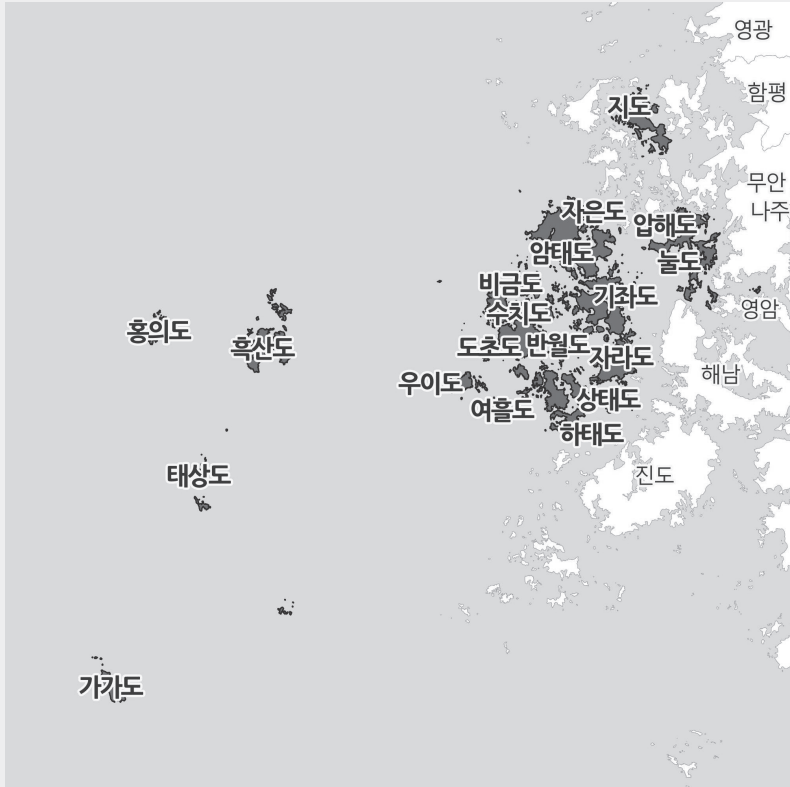 영광
함평
지도
무안
나주
자은도
압해도
암태도
눌도
비금도
기좌도
수치도
영암
홍의도
흑산도
도초도
반월도
자라도
해남
우이도
상태도
여흘도
하태도
진도
태상도
가가도